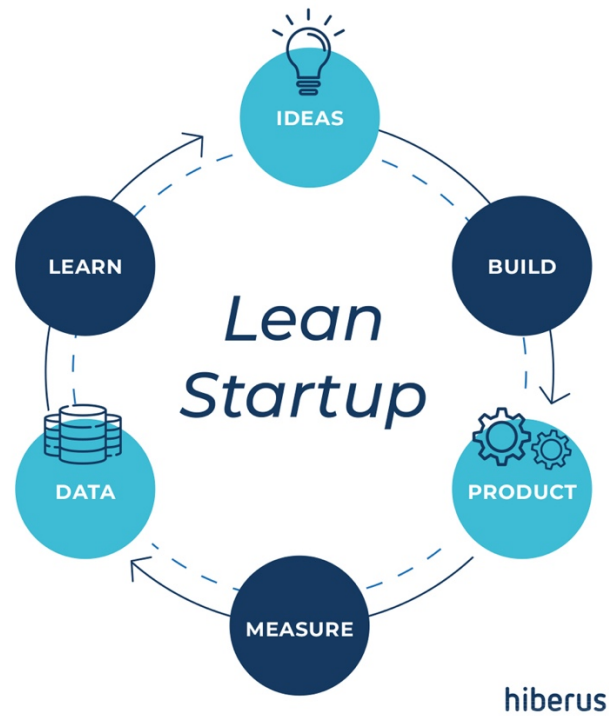 IDEAS
LEARN
BUILD
Lean
Startup
DATA
PRODUCT
MEASURE
hiberus